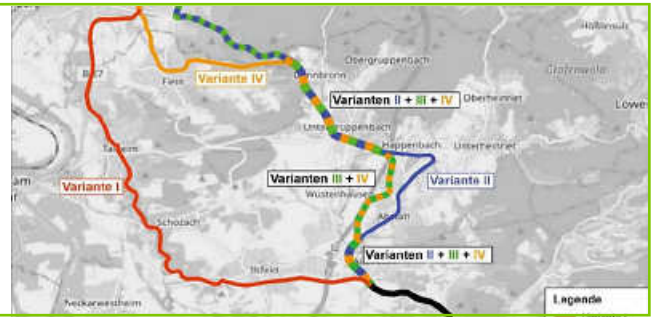 Obergruppenbach
Donnbronn
Variante IV
Flein
Varianten II + III + IV
Oberheinriet
Untergruppenbach
Happenbach
Unterheinriet
Talheim
Varianten III + IV
Variante II
Variante I
Wüstenhausen
Abstatt
Schozach
Varianten II + III + IV
Ilsfeld
Neckarwestheim
Legende